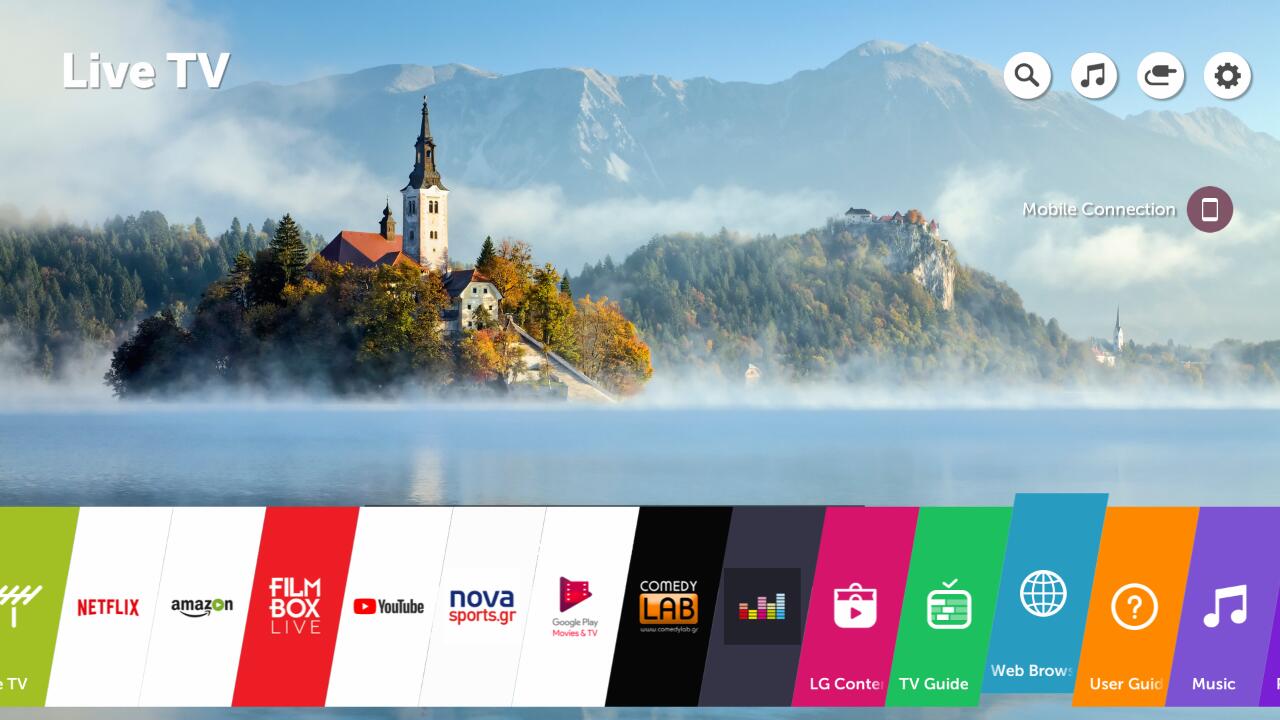 Live TV
Mobile Connection
NETFLIX
amazon
FILM
BOX
LIVE
YouTube
nova
sports.gr
Google Play
Movies & TV
COMEDY
LAB
www.comedylab.gr
e TV
LG Conte
TV Guide
Web Brows
User Guid
Music